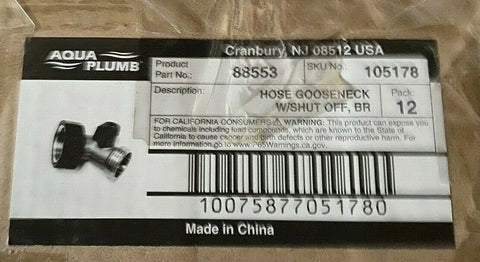 AQUA
PLUMB®
Cranbury, NJ 08512 USA
Product
Part No.: 88553 SKU No.: 105178
Description: HOSE GOOSENECK
W/SHUT OFF, BR
Pack:
12
FOR CALIFORNIA CONSUMERS ⚠ WARNING: This product can expose you
to chemicals including lead compounds, which are known to the State of
California to cause cancer and birth defects or other reproductive harm. For
more information go to www.P65Warnings.ca.gov.
10075877051780
Made in China